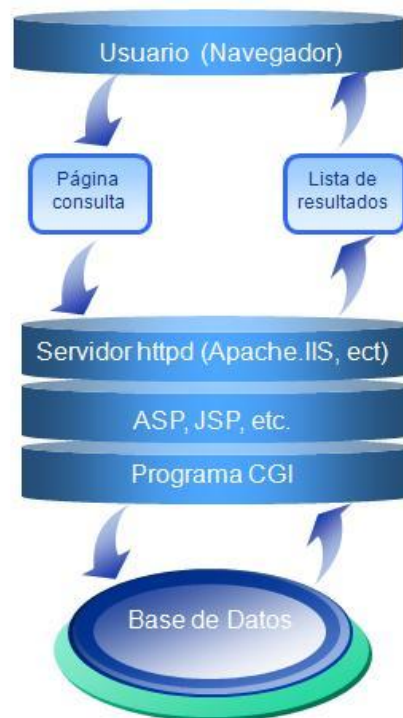 Usuario (Navegador)
Página
consulta
Lista de
resultados
Servidor httpd (Apache.IIS, ect)
ASP, JSP, etc.
Programa CGI
Base de Datos